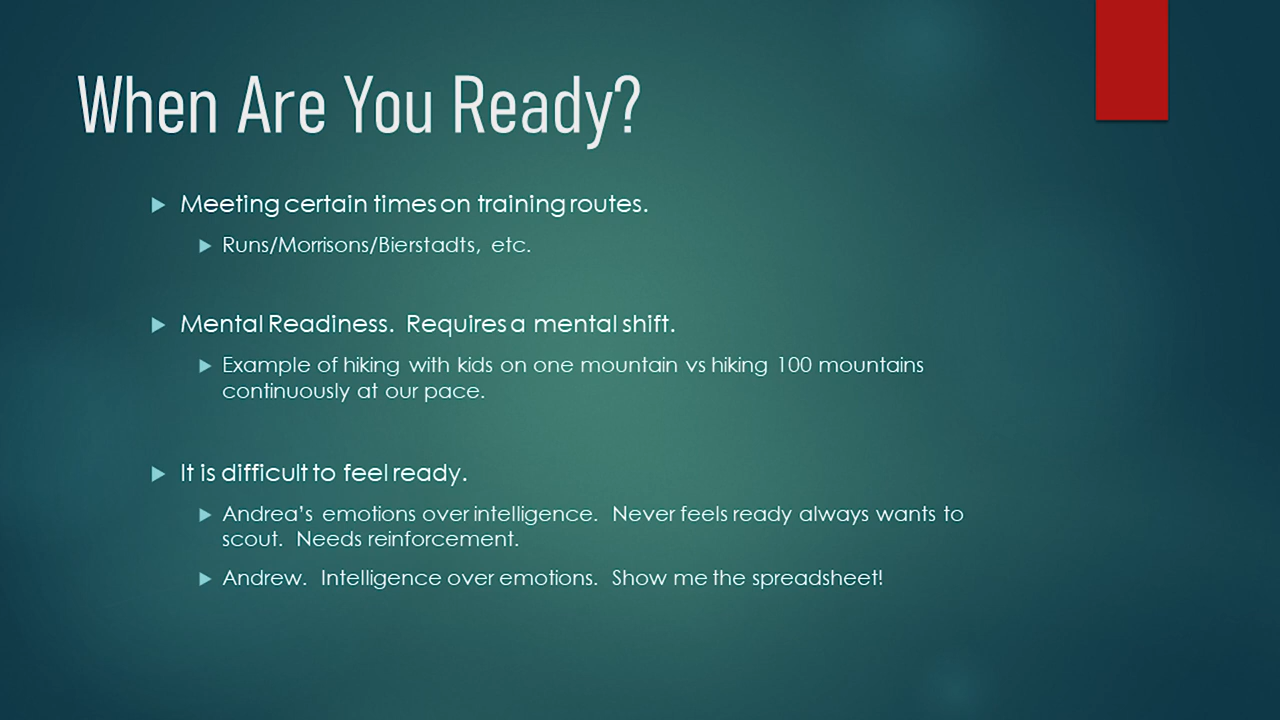 When Are You Ready?
Meeting certain times on training routes.
Runs/Morrisons/Bierstadts, etc.
Mental Readiness. Requires a mental shift.
Example of hiking with kids on one mountain vs hiking 100 mountains
continuously at our pace.
It is difficult to feel ready.
Andrea's emotions over intelligence. Never feels ready always wants to
scout. Needs reinforcement.
Andrew. Intelligence over emotions. Show me the spreadsheet!